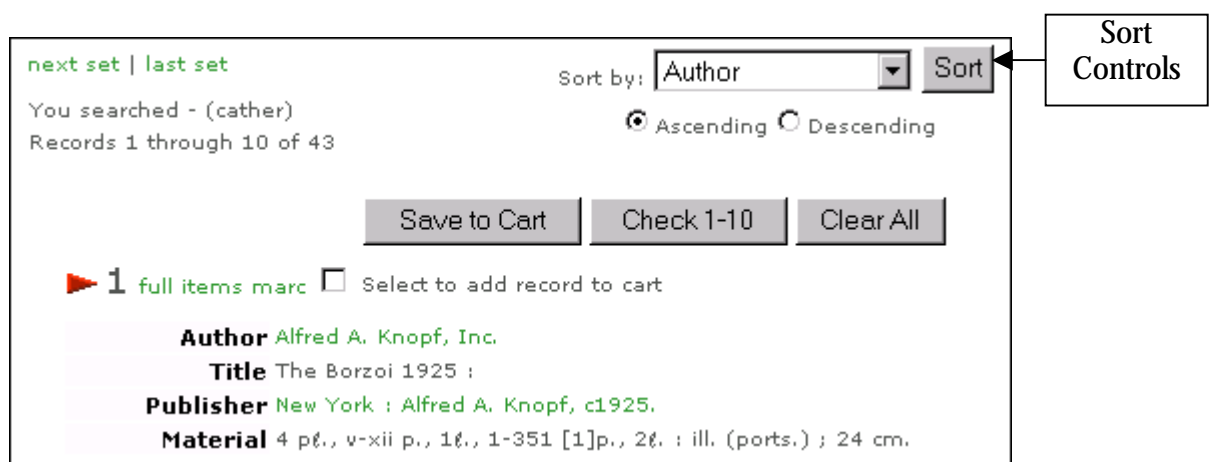 next set | last set
Sort by: Author Sort
Sort
Controls
You searched - (cather)
Ascending Descending
Records 1 through 10 of 43
Save to Cart Check 1-10 Clear All
1 full items marc Select to add record to cart
Author Alfred A. Knopf, Inc.
Title The Borzoi 1925 :
Publisher New York : Alfred A. Knopf, c1925.
Material 4 pℓ., v-xii p., 1ℓ., 1-351 [1]p., 2ℓ. : ill. (ports.) ; 24 cm.